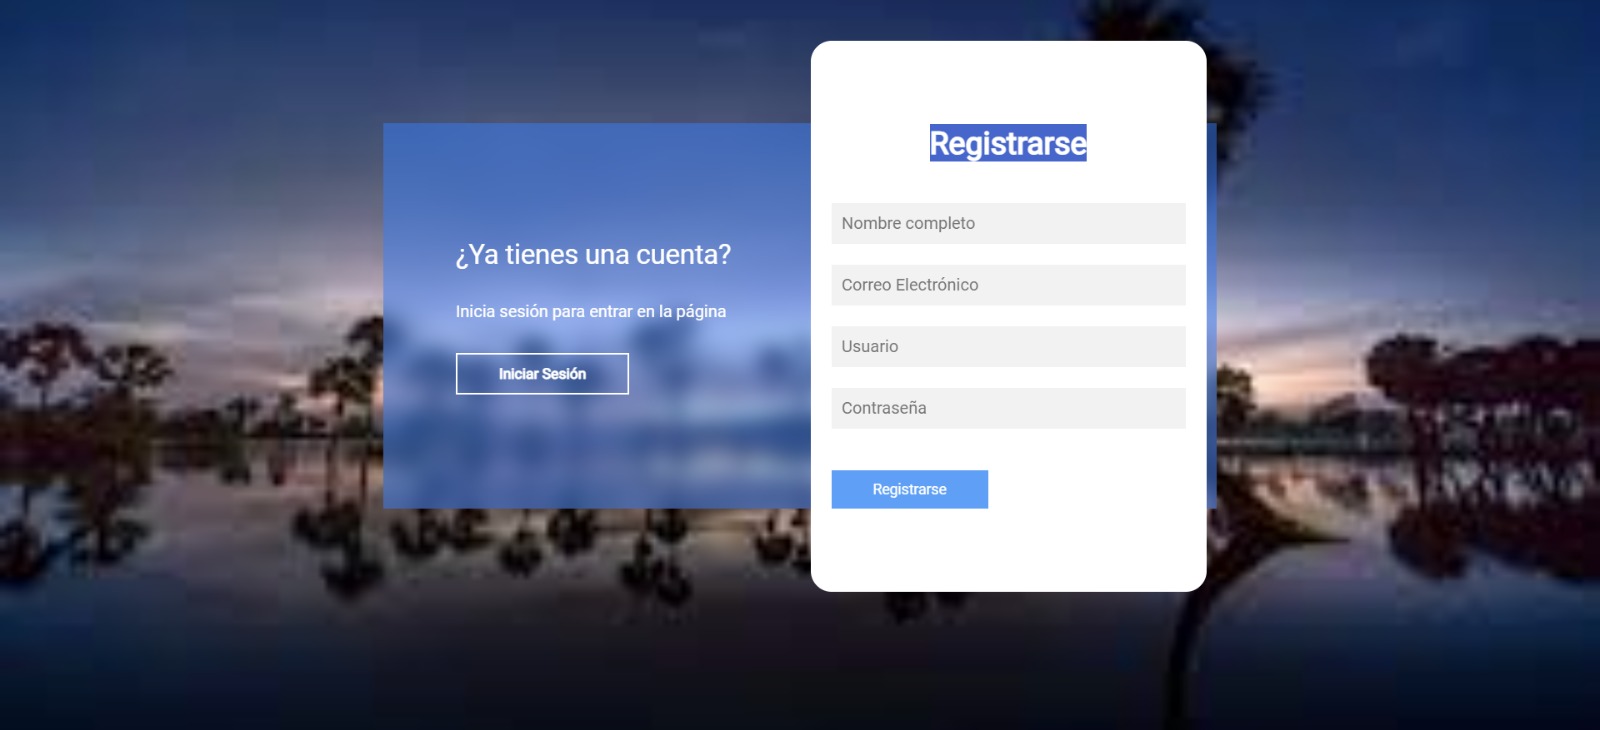 ¿Ya tienes una cuenta?
Inicia sesión para entrar en la página
Iniciar Sesión
Registrarse
Nombre completo
Correo Electrónico
Usuario
Contraseña
Registrarse